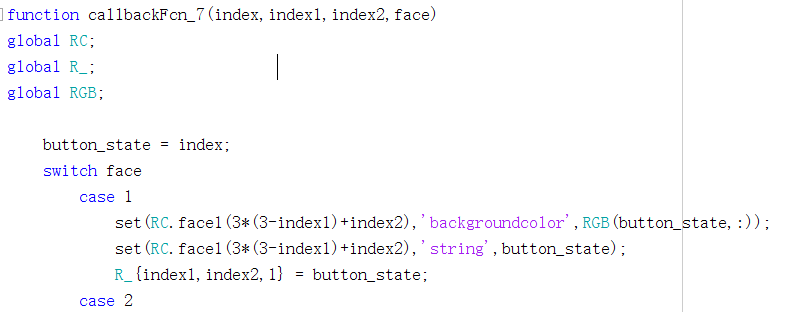 function callbackFcn_7(index, index1, index2, face)
global RC;
global R_;
global RGB;
button_state = index;
switch face
case 1
set(RC.face1(3*(3-index1)+index2),'backgroundcolor',RGB(button_state,:));
set(RC.face1(3*(3-index1)+index2),'string',button_state);
R_{index1, index2, 1} = button_state;
case 2